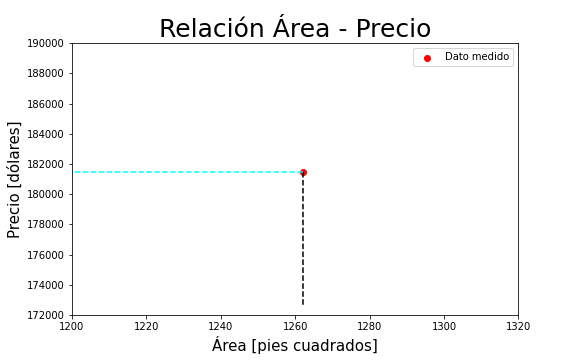 Relación Área - Precio
Dato medido
Precio [dólares]
190000
188000
186000
184000
182000
180000
178000
176000
174000
172000
1200 1220 1240 1260 1280 1300 1320
Área [pies cuadrados]